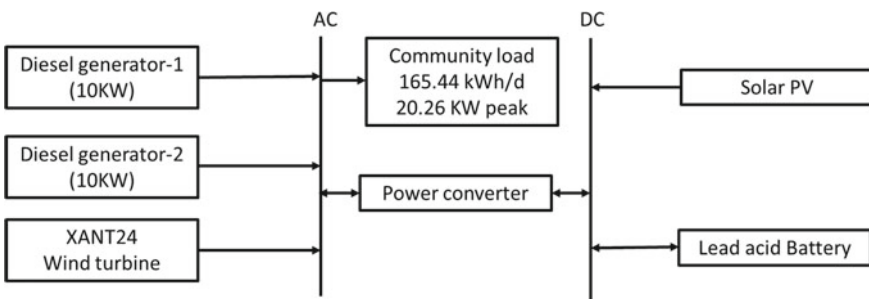 AC
DC
Diesel generator-1
(10KW)
Community load
165.44 kWh/d
20.26 KW peak
Solar PV
Diesel generator-2
(10KW)
Power converter
XANT24
Wind turbine
Lead acid Battery